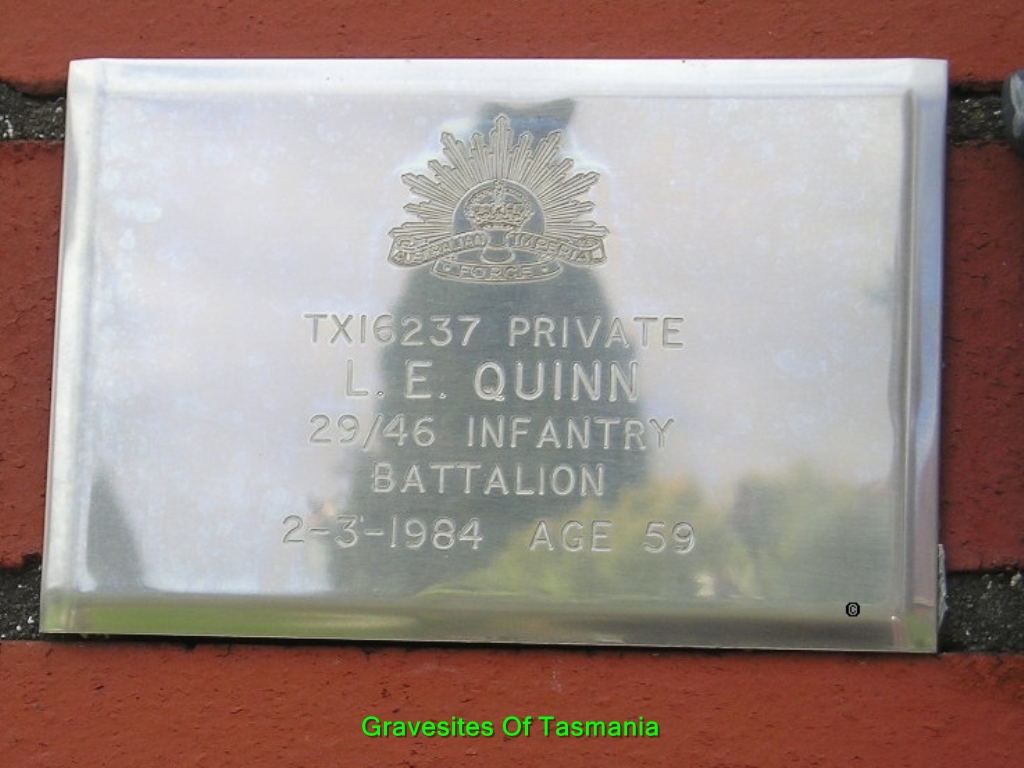 AUSTRALIAN IMPERIAL
FORCE
TX16237 PRIVATE
L. E. QUINN
29/46 INFANTRY
BATTALION
2-3-1984 AGE 59
©
Gravesites Of Tasmania